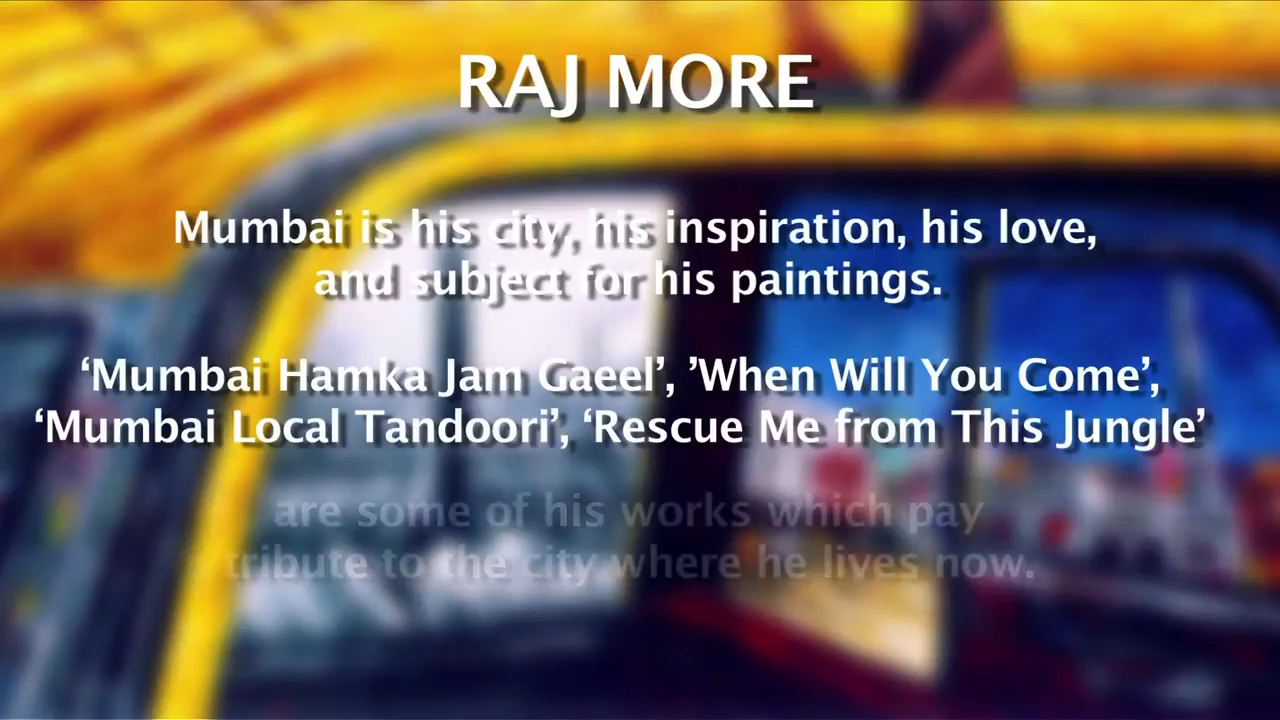 RAJ MORE
Mumbai is his city, his inspiration, his love,
and subject for his paintings.
‘Mumbai Hamka Jam Gaeel’, ’When Will You Come’,
‘Mumbai Local Tandoori’, ‘Rescue Me from This Jungle’
are some of his works which pay
tribute to the city where he lives now.